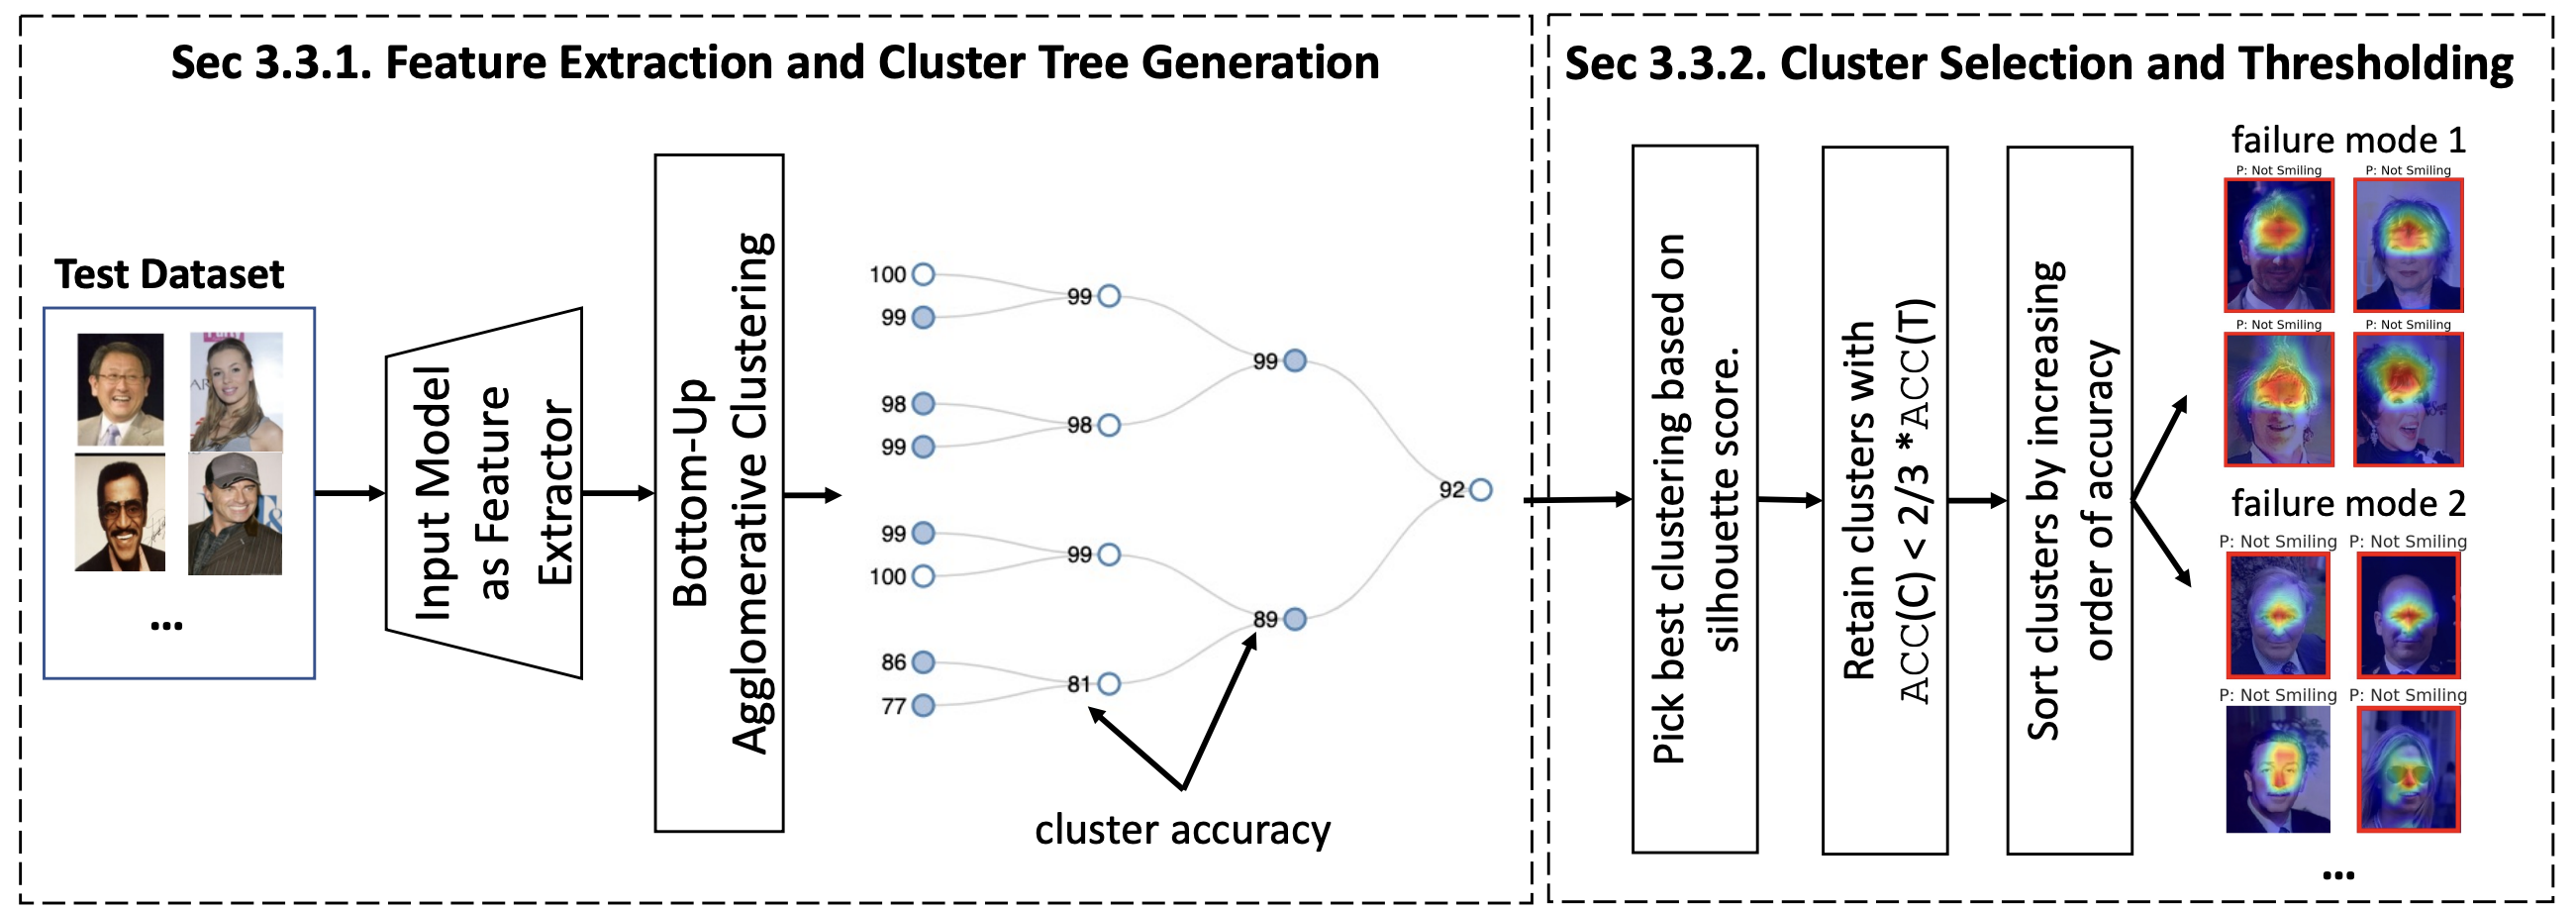 Sec 3.3.1. Feature Extraction and Cluster Tree Generation
Test Dataset
...
Input Model
as Feature
Extractor
Bottom-Up
Agglomerative Clustering
100
99
98
99
99
100
86
77
99
98
99
81
99
89
92
cluster accuracy
Sec 3.3.2. Cluster Selection and Thresholding
Pick best clustering based on
silhouette score.
Retain clusters with
ACC(C) < 2/3 *ACC(T)
Sort clusters by increasing
order of accuracy
failure mode 1
P: Not Smiling
P: Not Smiling
P: Not Smiling
P: Not Smiling
failure mode 2
P: Not Smiling
P: Not Smiling
P: Not Smiling
P: Not Smiling
...